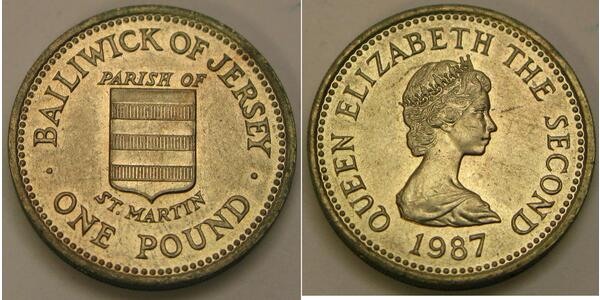 BAILIWICK OF JERSEY
PARISH OF
ST. MARTIN
· ONE POUND ·
QUEEN ELIZABETH THE SECOND
1987